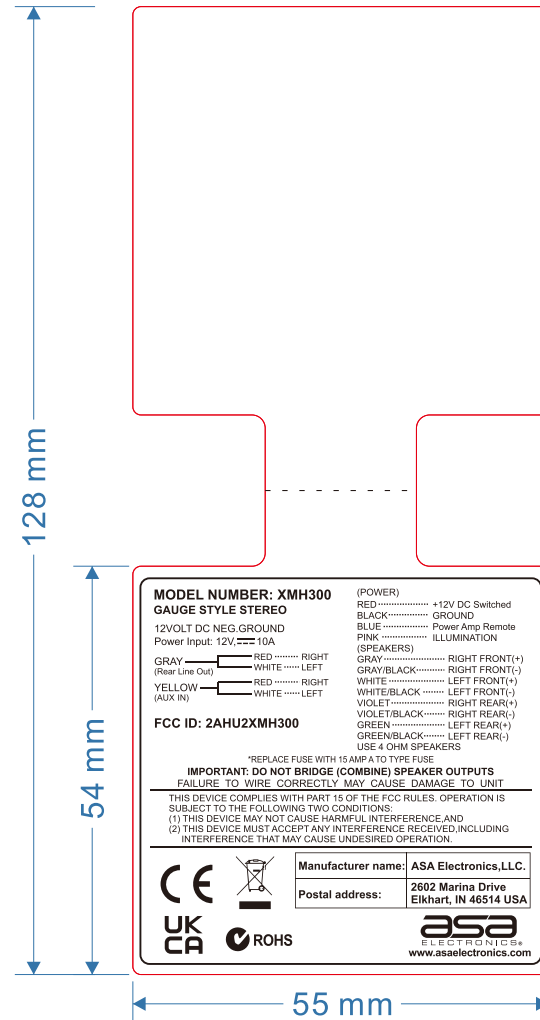 128 mm
54 mm
55 mm
MODEL NUMBER: XMH300
GAUGE STYLE STEREO
12VOLT DC NEG.GROUND
Power Input: 12V, 10A
GRAY
(Rear Line Out)
RED ········· RIGHT
WHITE ······ LEFT
YELLOW
(AUX IN)
RED ········· RIGHT
WHITE ······ LEFT
FCC ID: 2AHU2XMH300
(POWER)
RED ·················· +12V DC Switched
BLACK ·············· GROUND
BLUE ················ Power Amp Remote
PINK ················ ILLUMINATION
(SPEAKERS)
GRAY ····················· RIGHT FRONT(+)
GRAY/BLACK ·········· RIGHT FRONT(-)
WHITE ···················· LEFT FRONT(+)
WHITE/BLACK ········ LEFT FRONT(-)
VIOLET ··················· RIGHT REAR(+)
VIOLET/BLACK ······· RIGHT REAR(-)
GREEN ··················· LEFT REAR(+)
GREEN/BLACK ······· LEFT REAR(-)
USE 4 OHM SPEAKERS
*REPLACE FUSE WITH 15 AMP A TO TYPE FUSE
IMPORTANT: DO NOT BRIDGE (COMBINE) SPEAKER OUTPUTS
FAILURE TO WIRE CORRECTLY MAY CAUSE DAMAGE TO UNIT
THIS DEVICE COMPLIES WITH PART 15 OF THE FCC RULES. OPERATION IS
SUBJECT TO THE FOLLOWING TWO CONDITIONS:
(1) THIS DEVICE MAY NOT CAUSE HARMFUL INTERFERENCE,AND
(2) THIS DEVICE MUST ACCEPT ANY INTERFERENCE RECEIVED,INCLUDING
INTERFERENCE THAT MAY CAUSE UNDESIRED OPERATION.
CE
Manufacturer name: ASA Electronics,LLC.
Postal address: 2602 Marina Drive
Elkhart, IN 46514 USA
UK
CA
ROHS
asa
ELECTRONICS®
www.asaelectronics.com